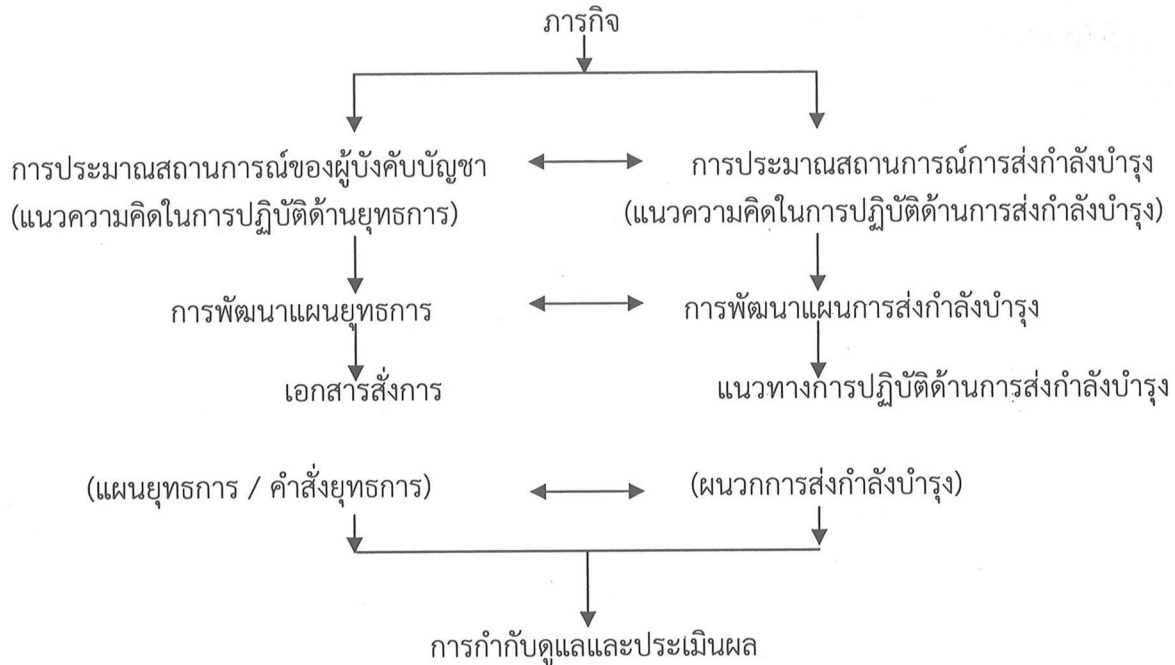 ภารกิจ
การประมาณสถานการณ์ของผู้บังคับบัญชา
(แนวความคิดในการปฏิบัติด้านยุทธการ)
การประมาณสถานการณ์การส่งกำลังบำรุง
(แนวความคิดในการปฏิบัติด้านการส่งกำลังบำรุง)
การพัฒนาแผนยุทธการ
การพัฒนาแผนการส่งกำลังบำรุง
เอกสารสั่งการ
แนวทางการปฏิบัติด้านการส่งกำลังบำรุง
(แผนยุทธการ / คำสั่งยุทธการ)
(ผนวกการส่งกำลังบำรุง)
การกำกับดูแลและประเมินผล